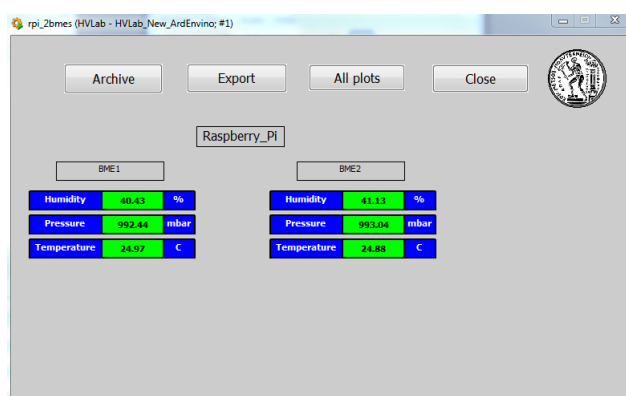 rpi_2bmes (HVLab - HVLab_New_ArdEnvino; #1)
Archive Export All plots Close
Raspberry_Pi
BME1 BME2
Humidity 40.43 % Humidity 41.13 %
Pressure 992.44 mbar Pressure 993.04 mbar
Temperature 24.97 C Temperature 24.88 C